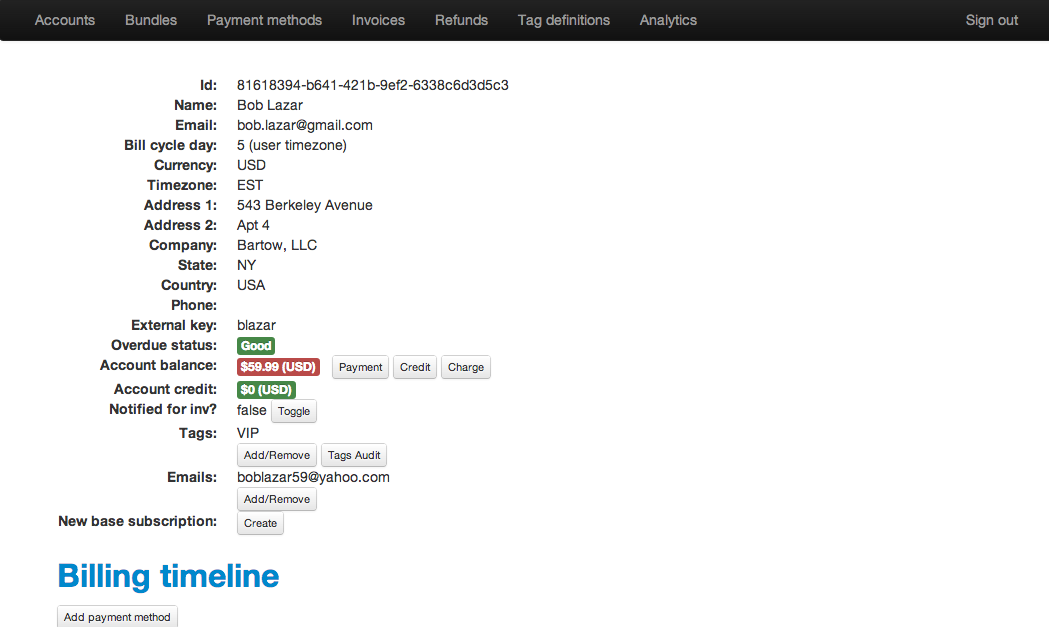 Accounts Bundles Payment methods Invoices Refunds Tag definitions Analytics Sign out
Id: 81618394-b641-421b-9ef2-6338c6d3d5c3
Name: Bob Lazar
Email: bob.lazar@gmail.com
Bill cycle day: 5 (user timezone)
Currency: USD
Timezone: EST
Address 1: 543 Berkeley Avenue
Address 2: Apt 4
Company: Bartow, LLC
State: NY
Country: USA
Phone:
External key: blazar
Overdue status: Good
Account balance: $59.99 (USD) Payment Credit Charge
Account credit: $0 (USD)
Notified for inv? false Toggle
Tags: VIP
Add/Remove Tags Audit
Emails: boblazar59@yahoo.com
Add/Remove
New base subscription: Create
Billing timeline
Add payment method